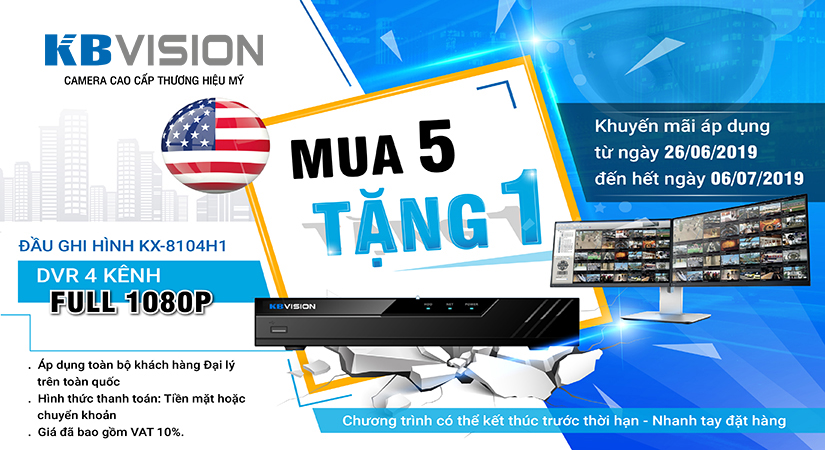 KBVISION
CAMERA CAO CẤP THƯƠNG HIỆU MỸ
MUA 5
TẶNG 1
Khuyến mãi áp dụng
từ ngày 26/06/2019
đến hết ngày 06/07/2019
ĐẦU GHI HÌNH KX-8104H1
DVR 4 KÊNH
FULL 1080P
KBVISION
HDD NET POWER
. Áp dụng toàn bộ khách hàng Đại lý
trên toàn quốc
. Hình thức thanh toán: Tiền mặt hoặc
chuyển khoản
. Giá đã bao gồm VAT 10%.
Chương trình có thể kết thúc trước thời hạn - Nhanh tay đặt hàng